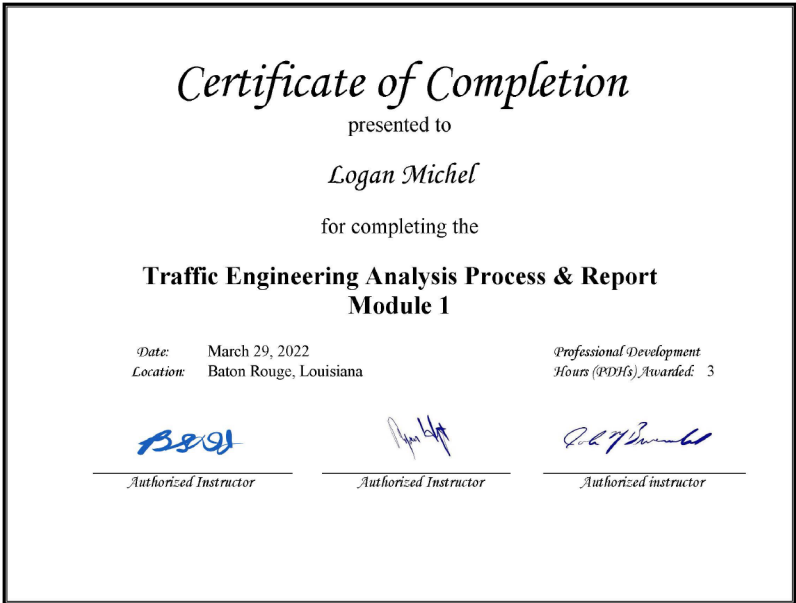 Certificate of Completion
presented to
Logan Michel
for completing the
Traffic Engineering Analysis Process & Report
Module 1
Date: March 29, 2022
Location: Baton Rouge, Louisiana
Professional Development
Hours (PDHs) Awarded: 3
Authorized Instructor
Authorized Instructor
Authorized instructor